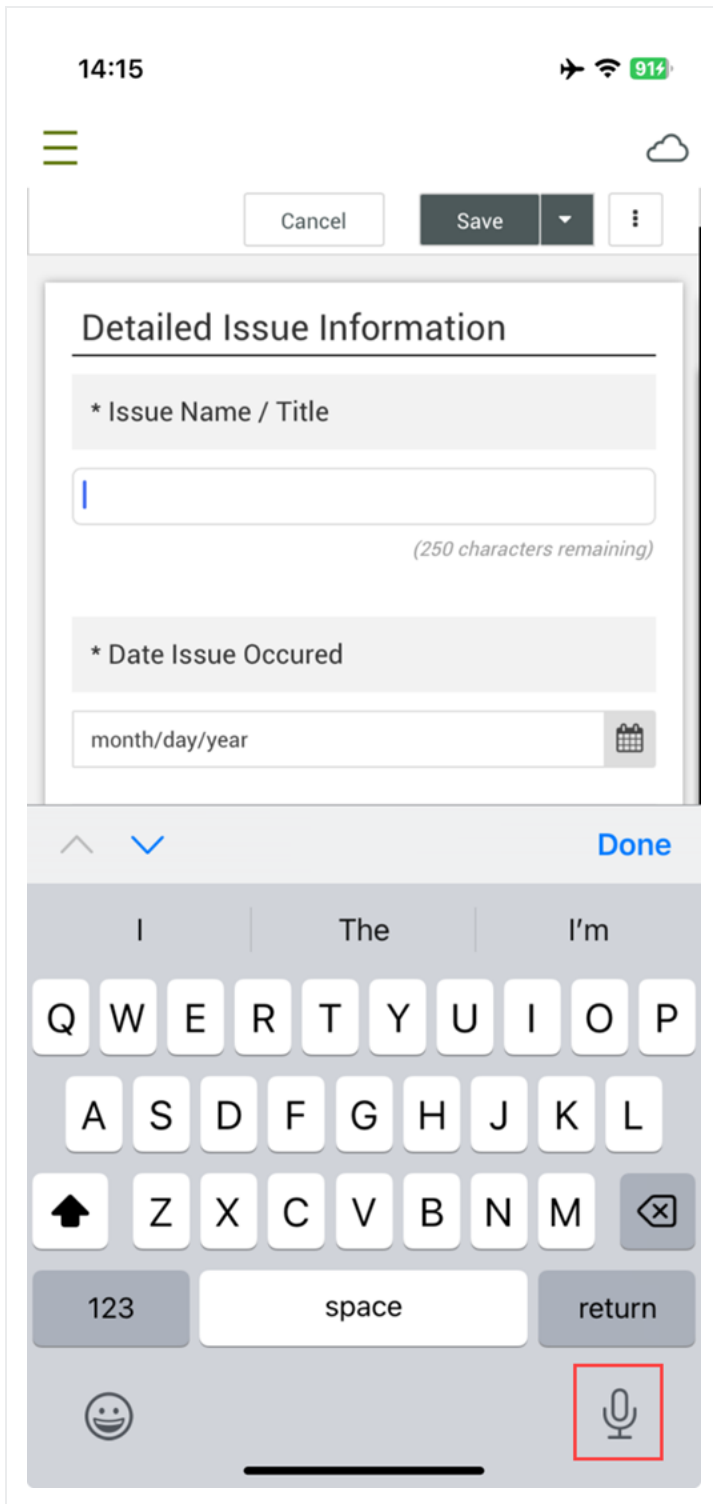 14:15
91
Cancel Save
Detailed Issue Information
* Issue Name / Title
(250 characters remaining)
* Date Issue Occured
month/day/year
Done
I The I'm
Q W E R T Y U I O P
A S D F G H J K L
Z X C V B N M
123 space return